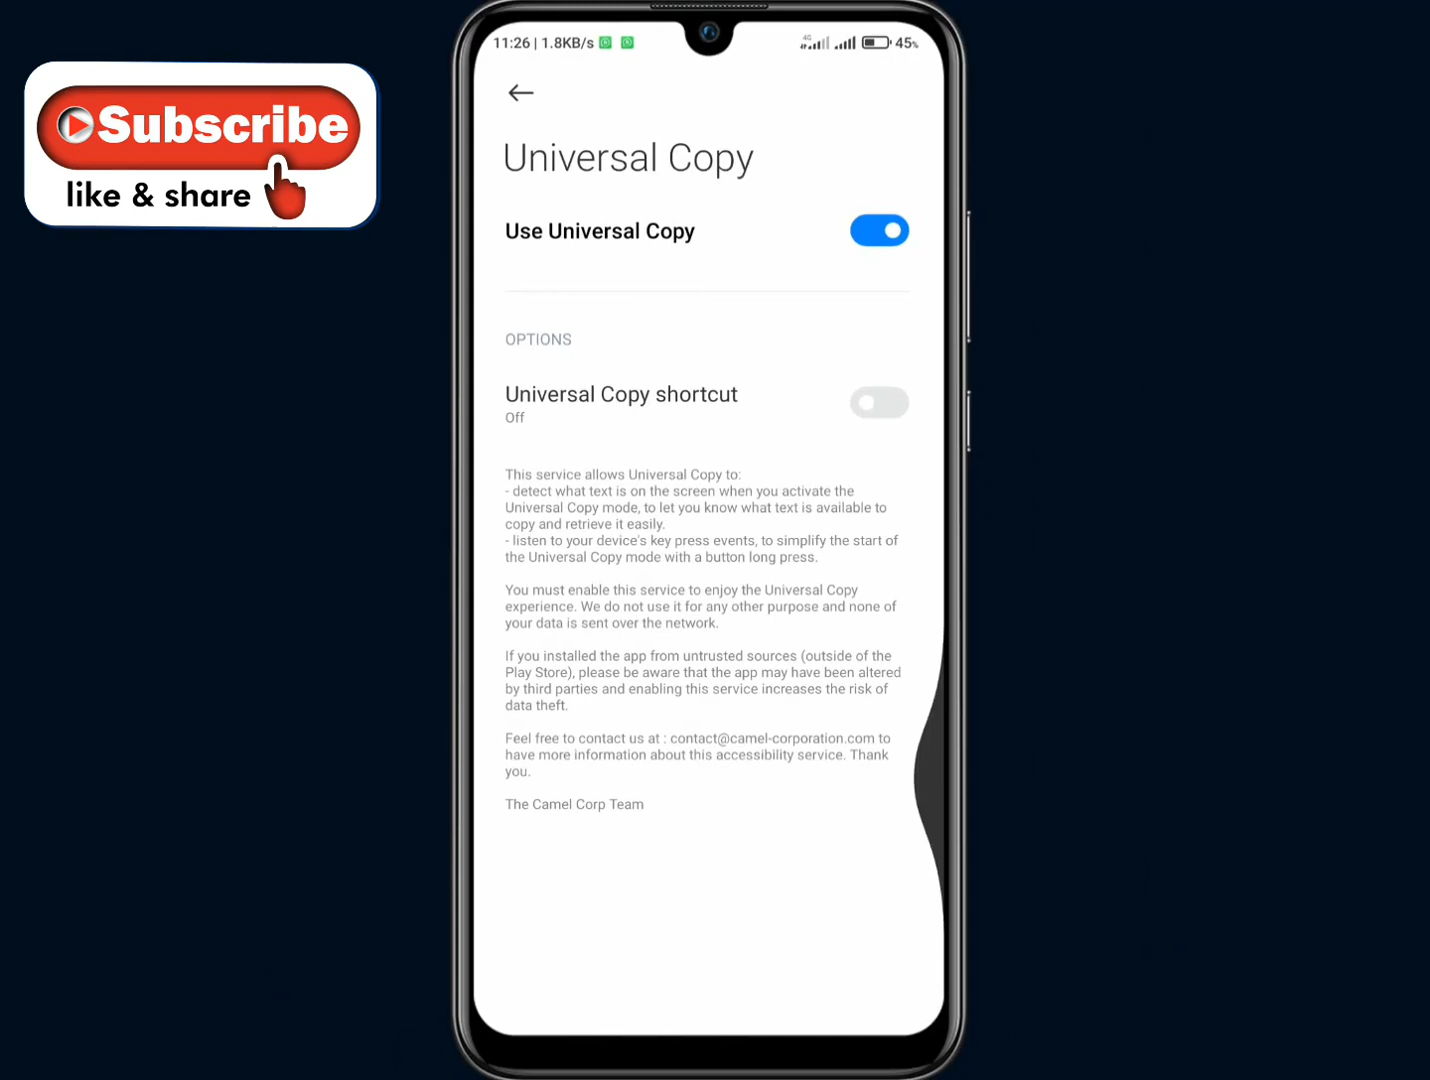 Subscribe
like & share
11:26 | 1.8KB/s
4G
45%
Universal Copy
Use Universal Copy
OPTIONS
Universal Copy shortcut
Off
This service allows Universal Copy to:
- detect what text is on the screen when you activate the
Universal Copy mode, to let you know what text is available to
copy and retrieve it easily.
- listen to your device's key press events, to simplify the start of
the Universal Copy mode with a button long press.
You must enable this service to enjoy the Universal Copy
experience. We do not use it for any other purpose and none of
your data is sent over the network.
If you installed the app from untrusted sources (outside of the
Play Store), please be aware that the app may have been altered
by third parties and enabling this service increases the risk of
data theft.
Feel free to contact us at : contact@camel-corporation.com to
have more information about this accessibility service. Thank
you.
The Camel Corp Team